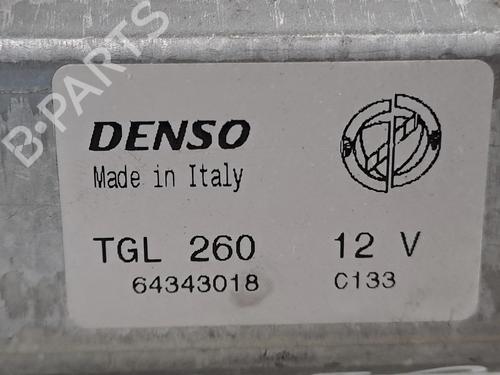 B-PARTS
DENSO
Made in Italy
TGL 260 12 V
64343018 C133